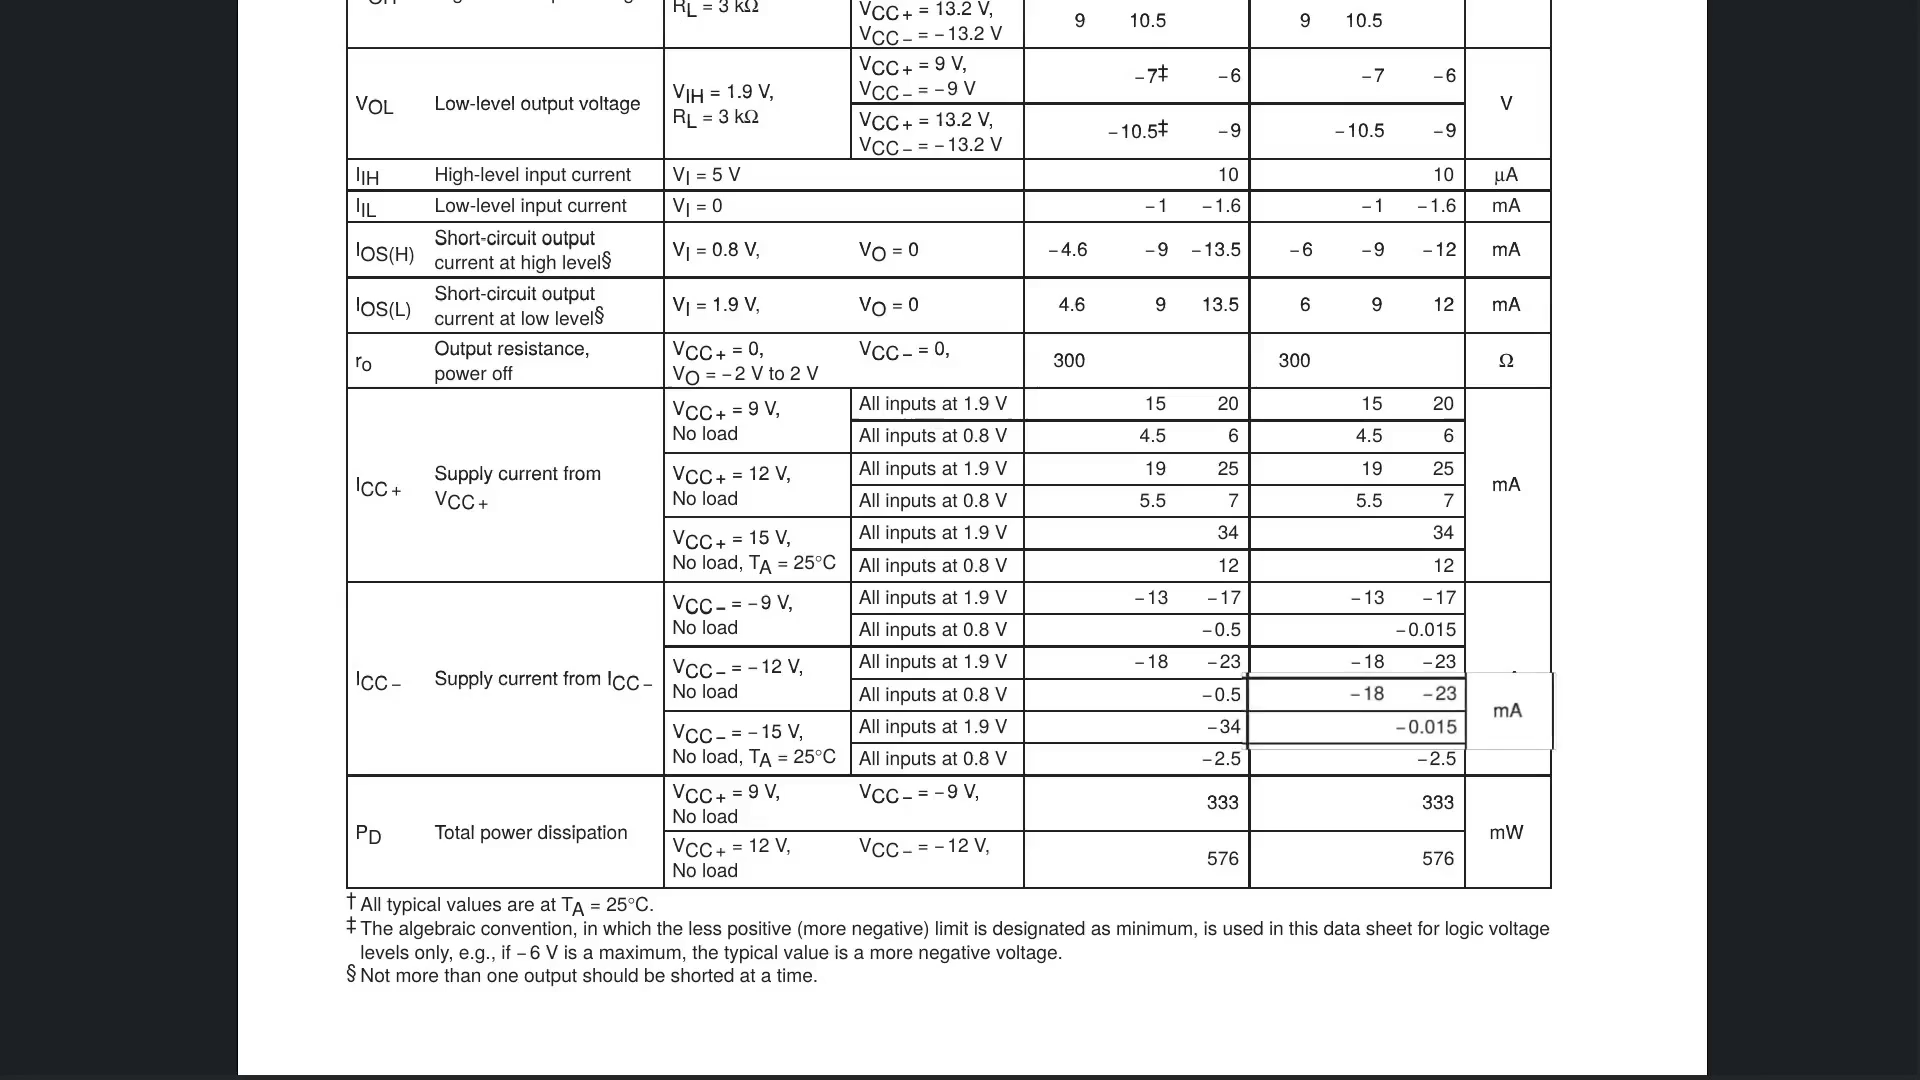 RL = 3 kΩ VCC+ = 13.2 V, VCC− = −13.2 V 9 10.5 9 10.5
VOL Low-level output voltage VIH = 1.9 V, RL = 3 kΩ VCC+ = 9 V, VCC− = −9 V −7‡ −6 −7 −6 V
VCC+ = 13.2 V, VCC− = −13.2 V −10.5‡ −9 −10.5 −9
IIH High-level input current VI = 5 V 10 10 μA
IIL Low-level input current VI = 0 −1 −1.6 −1 −1.6 mA
IOS(H) Short-circuit output current at high level§ VI = 0.8 V, VO = 0 −4.6 −9 −13.5 −6 −9 −12 mA
IOS(L) Short-circuit output current at low level§ VI = 1.9 V, VO = 0 4.6 9 13.5 6 9 12 mA
ro Output resistance, power off VCC+ = 0, VCC− = 0, VO = −2 V to 2 V 300 300 Ω
ICC+ Supply current from VCC+ VCC+ = 9 V, No load All inputs at 1.9 V 15 20 15 20 mA
All inputs at 0.8 V 4.5 6 4.5 6
VCC+ = 12 V, No load All inputs at 1.9 V 19 25 19 25
All inputs at 0.8 V 5.5 7 5.5 7
VCC+ = 15 V, No load, TA = 25°C All inputs at 1.9 V 34 34
All inputs at 0.8 V 12 12
ICC− Supply current from ICC− VCC− = −9 V, No load All inputs at 1.9 V −13 −17 −13 −17 mA
All inputs at 0.8 V −0.5 −0.015
VCC− = −12 V, No load All inputs at 1.9 V −18 −23 −18 −23
All inputs at 0.8 V −0.5 −18 −23
VCC− = −15 V, No load, TA = 25°C All inputs at 1.9 V −34 −0.015
All inputs at 0.8 V −2.5 −2.5
PD Total power dissipation VCC+ = 9 V, VCC− = −9 V, No load 333 333 mW
VCC+ = 12 V, VCC− = −12 V, No load 576 576
† All typical values are at TA = 25°C.
‡ The algebraic convention, in which the less positive (more negative) limit is designated as minimum, is used in this data sheet for logic voltage
levels only, e.g., if −6 V is a maximum, the typical value is a more negative voltage.
§ Not more than one output should be shorted at a time.